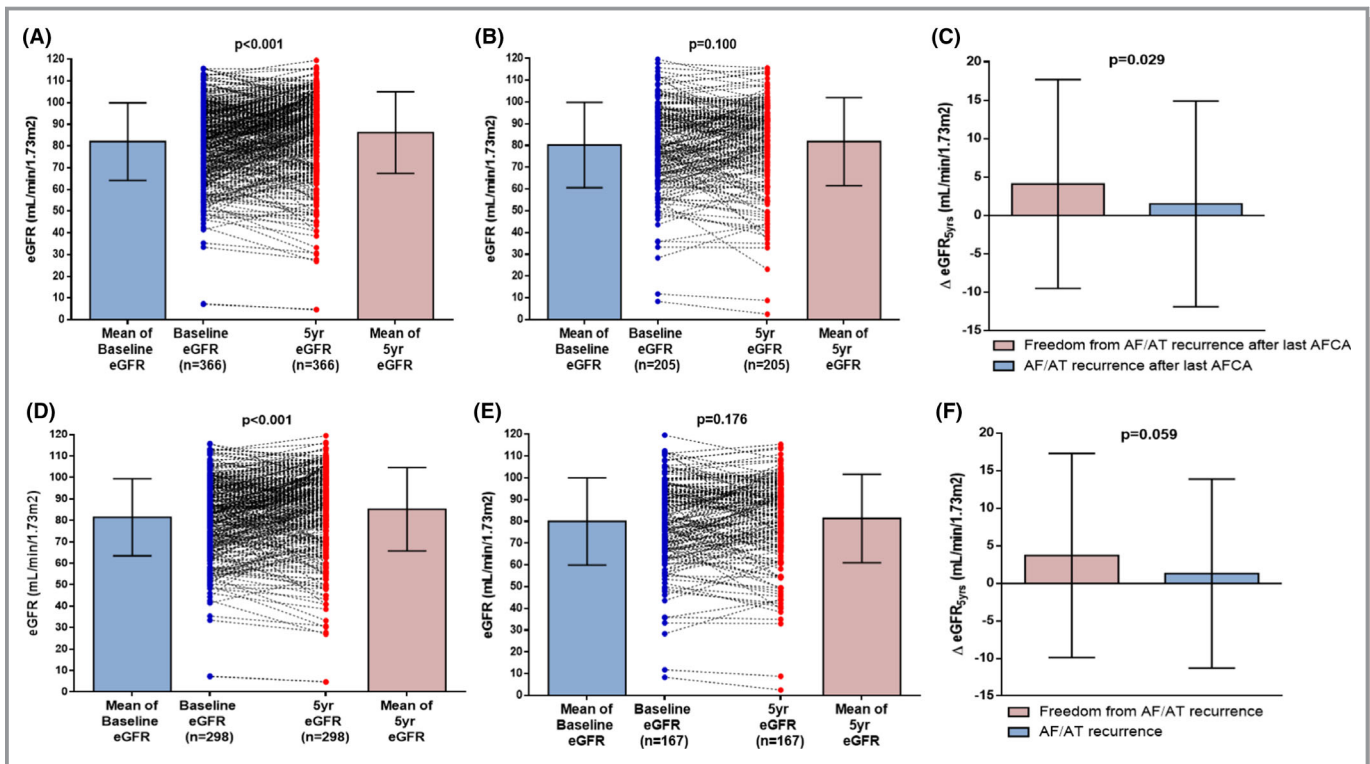 (A)
p<0.001
eGFR (mL/min/1.73m2)
120
110
100
90
80
70
60
50
40
30
20
10
0
Mean of
Baseline
eGFR
Baseline
eGFR
(n=366)
5yr
eGFR
(n=366)
Mean of
5yr
eGFR
(B)
p=0.100
eGFR (mL/min/1.73m2)
120
110
100
90
80
70
60
50
40
30
20
10
0
Mean of
Baseline
eGFR
Baseline
eGFR
(n=205)
5yr
eGFR
(n=205)
Mean of
5yr
eGFR
(C)
p=0.029
Δ eGFR5yrs (mL/min/1.73m2)
20
15
10
5
0
-5
-10
-15
Freedom from AF/AT recurrence after last AFCA
AF/AT recurrence after last AFCA
(D)
p<0.001
eGFR (mL/min/1.73m2)
120
110
100
90
80
70
60
50
40
30
20
10
0
Mean of
Baseline
eGFR
Baseline
eGFR
(n=298)
5yr
eGFR
(n=298)
Mean of
5yr
eGFR
(E)
p=0.176
eGFR (mL/min/1.73m2)
120
110
100
90
80
70
60
50
40
30
20
10
0
Mean of
Baseline
eGFR
Baseline
eGFR
(n=167)
5yr
eGFR
(n=167)
Mean of
5yr
eGFR
(F)
p=0.059
Δ eGFR5yrs (mL/min/1.73m2)
20
15
10
5
0
-5
-10
-15
Freedom from AF/AT recurrence
AF/AT recurrence